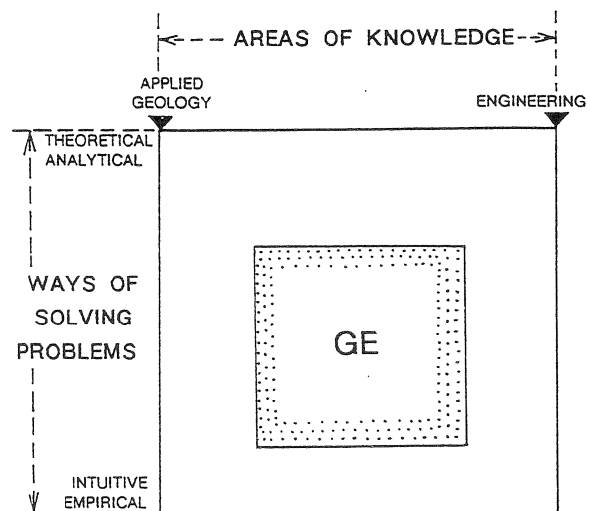 AREAS OF KNOWLEDGE
APPLIED
GEOLOGY
ENGINEERING
THEORETICAL
ANALYTICAL
WAYS OF
SOLVING
PROBLEMS
GE
INTUITIVE
EMPIRICAL